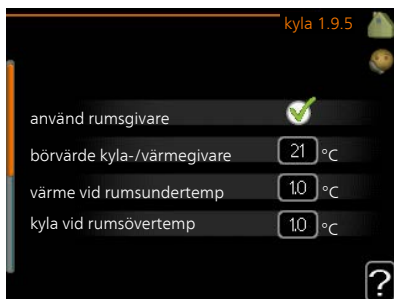 kyla 1.9.5
använd rumsgivare
börvärde kyla-/värmegivare 21 °C
värme vid rumsundertemp 1.0 °C
kyla vid rumsövertemp 1.0 °C
?